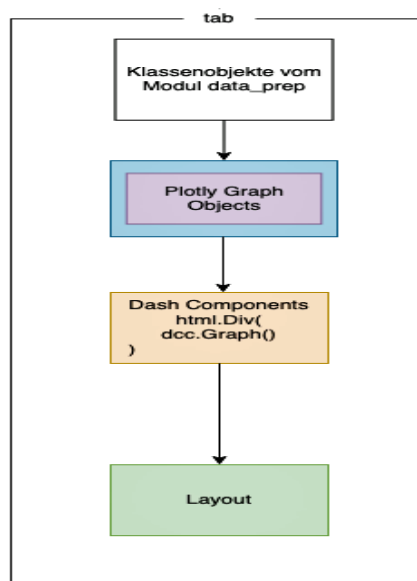 tab
Klassenobjekte vom
Modul data_prep
Plotly Graph
Objects
Dash Components
html.Div(
dcc.Graph()
)
Layout